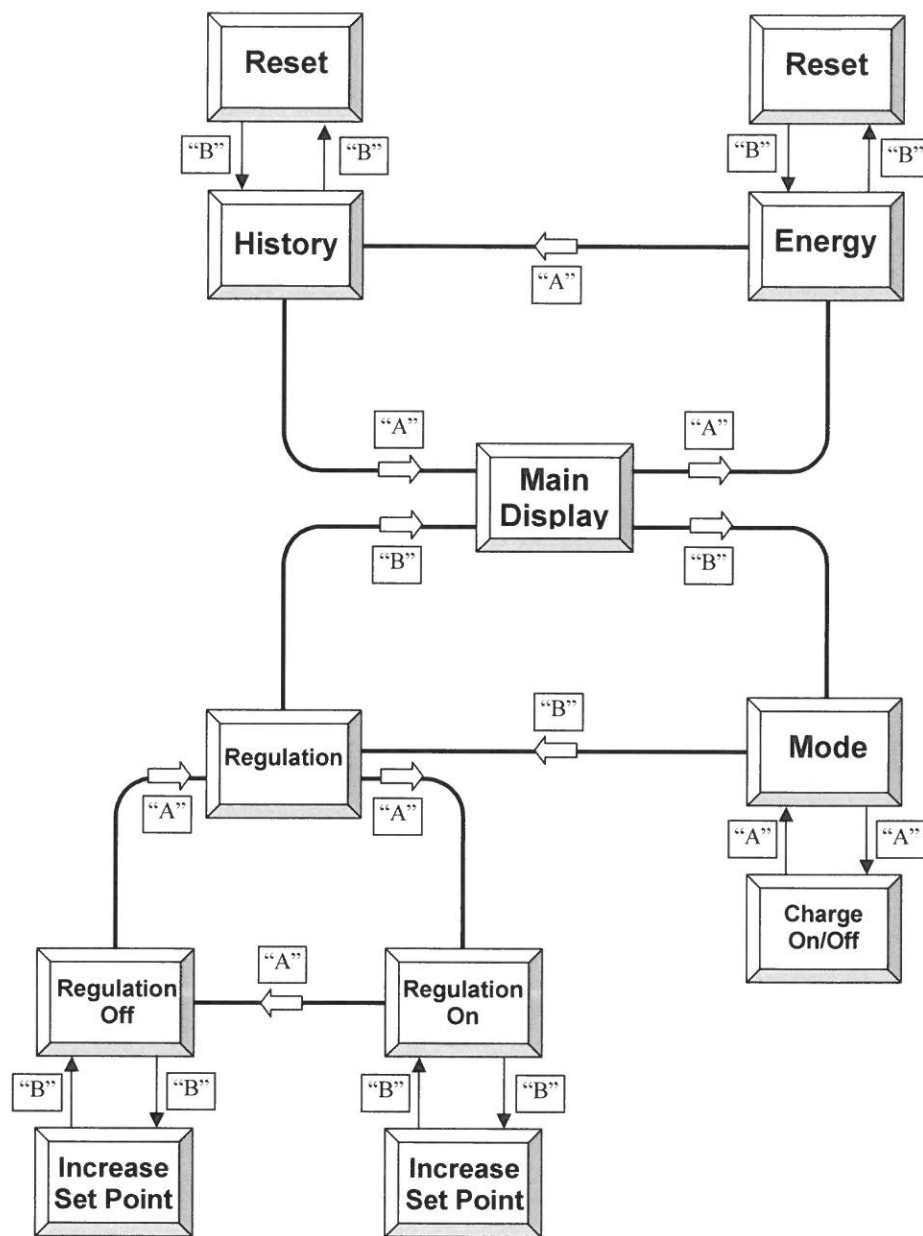 Reset
Reset
“B”
“B”
“B”
“B”
History
Energy
“A”
“A”
“A”
Main
Display
“B”
“B”
“B”
Regulation
Mode
“A”
“A”
“A”
“A”
Charge
On/Off
Regulation
Off
“A”
Regulation
On
“B”
“B”
“B”
“B”
Increase
Set Point
Increase
Set Point